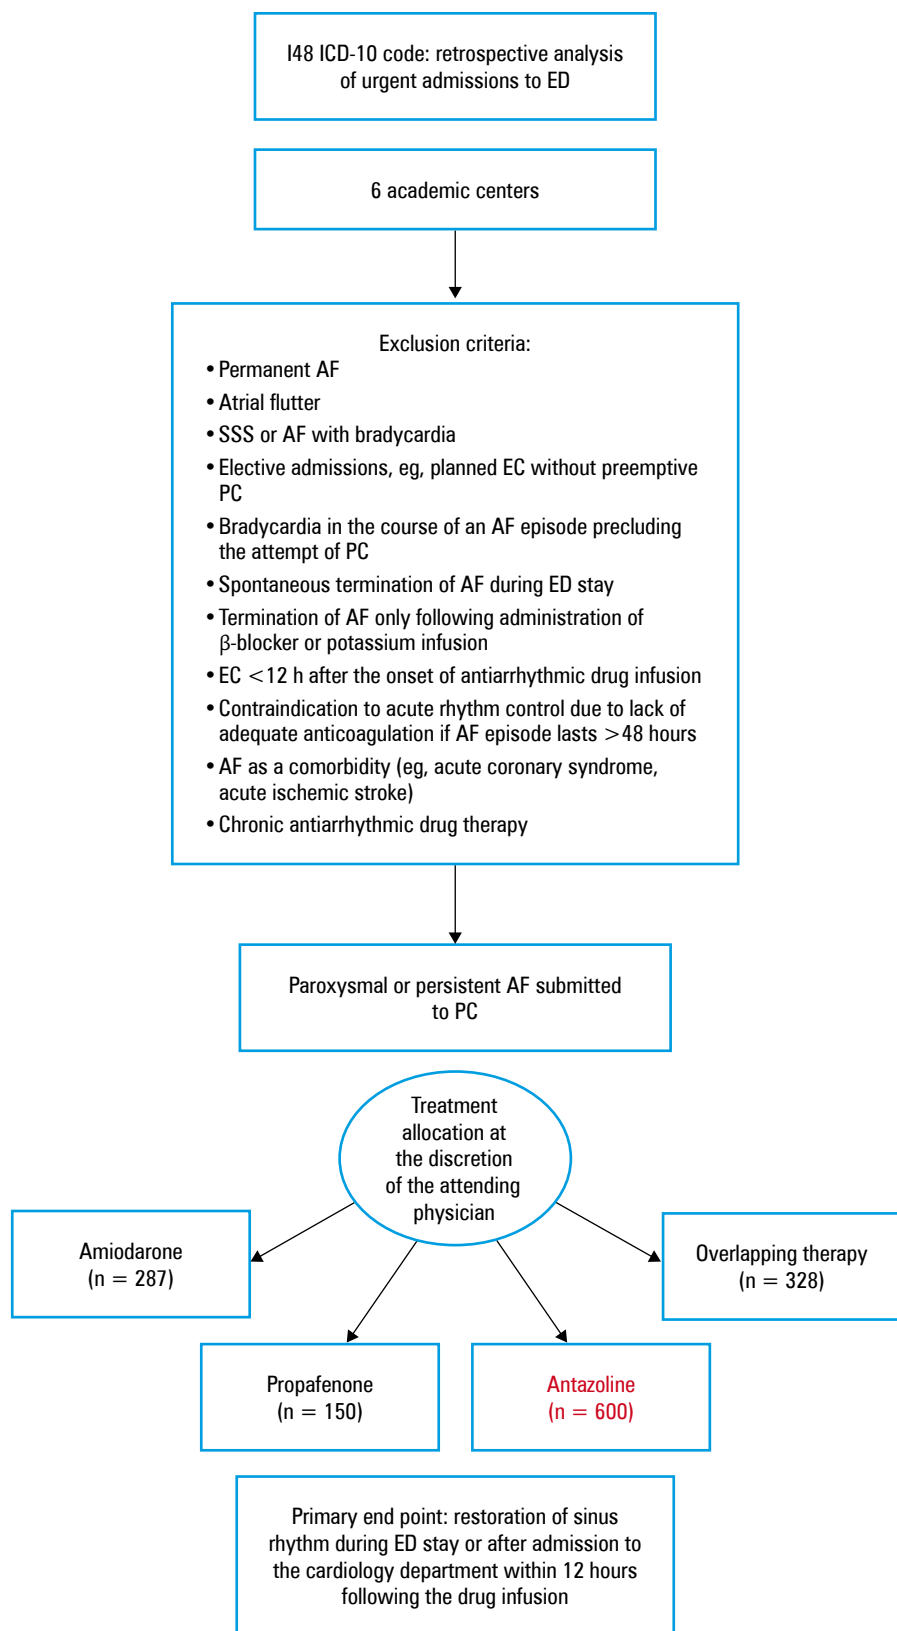 I48 ICD-10 code: retrospective analysis
of urgent admissions to ED
6 academic centers
Exclusion criteria:
• Permanent AF
• Atrial flutter
• SSS or AF with bradycardia
• Elective admissions, eg, planned EC without preemptive
PC
• Bradycardia in the course of an AF episode precluding
the attempt of PC
• Spontaneous termination of AF during ED stay
• Termination of AF only following administration of
β-blocker or potassium infusion
• EC <12 h after the onset of antiarrhythmic drug infusion
• Contraindication to acute rhythm control due to lack of
adequate anticoagulation if AF episode lasts >48 hours
• AF as a comorbidity (eg, acute coronary syndrome,
acute ischemic stroke)
• Chronic antiarrhythmic drug therapy
Paroxysmal or persistent AF submitted
to PC
Treatment
allocation at
the discretion
of the attending
physician
Amiodarone
(n = 287)
Overlapping therapy
(n = 328)
Propafenone
(n = 150)
Antazoline
(n = 600)
Primary end point: restoration of sinus
rhythm during ED stay or after admission to
the cardiology department within 12 hours
following the drug infusion